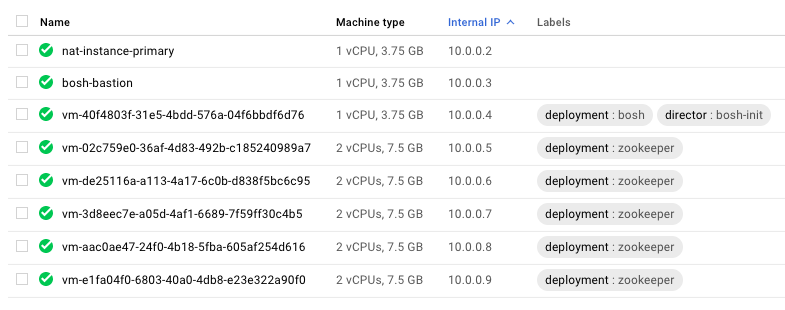 Name Machine type Internal IP Labels
nat-instance-primary 1 vCPU, 3.75 GB 10.0.0.2
bosh-bastion 1 vCPU, 3.75 GB 10.0.0.3
vm-40f4803f-31e5-4bdd-576a-04f6bbdf6d76 1 vCPU, 3.75 GB 10.0.0.4 deployment : bosh director : bosh-init
vm-02c759e0-36af-4d83-492b-c185240989a7 2 vCPUs, 7.5 GB 10.0.0.5 deployment : zookeeper
vm-de25116a-a113-4a17-6c0b-d838f5bc6c95 2 vCPUs, 7.5 GB 10.0.0.6 deployment : zookeeper
vm-3d8eec7e-a05d-4af1-6689-7f59ff30c4b5 2 vCPUs, 7.5 GB 10.0.0.7 deployment : zookeeper
vm-aac0ae47-24f0-4b18-5fba-605af254d616 2 vCPUs, 7.5 GB 10.0.0.8 deployment : zookeeper
vm-e1fa04f0-6803-40a0-4db8-e23e322a90f0 2 vCPUs, 7.5 GB 10.0.0.9 deployment : zookeeper